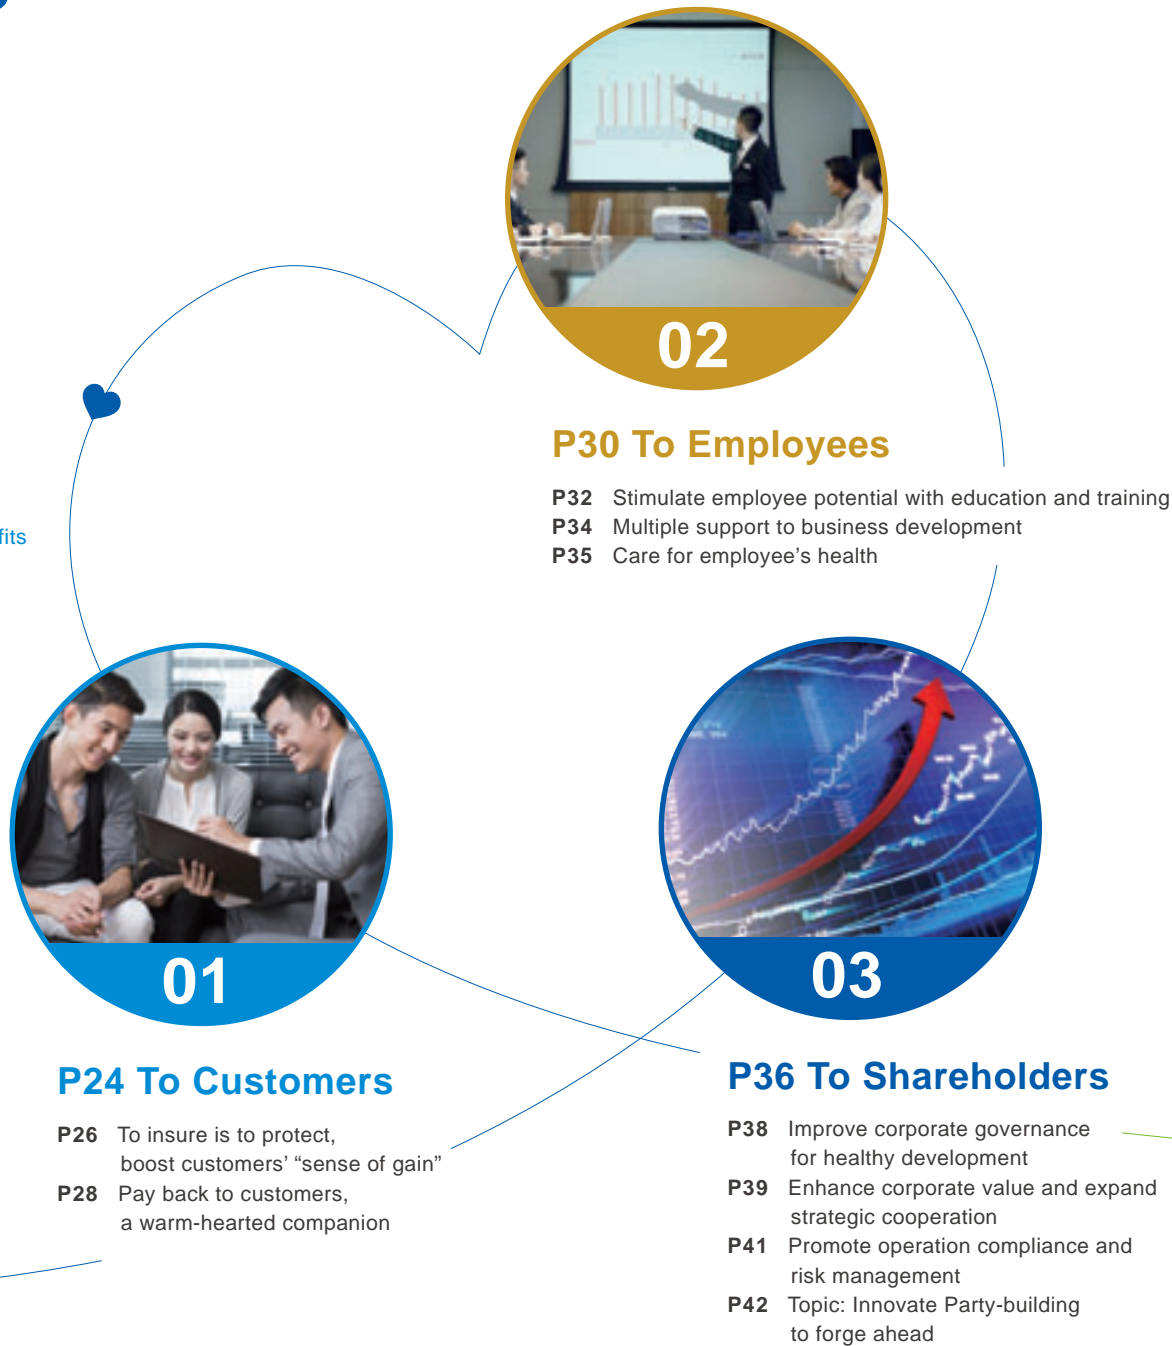 02
P30 To Employees
P32 Stimulate employee potential with education and training
P34 Multiple support to business development
P35 Care for employee’s health
01
P24 To Customers
P26 To insure is to protect,
boost customers’ “sense of gain”
P28 Pay back to customers,
a warm-hearted companion
03
P36 To Shareholders
P38 Improve corporate governance
for healthy development
P39 Enhance corporate value and expand
strategic cooperation
P41 Promote operation compliance and
risk management
P42 Topic: Innovate Party-building
to forge ahead